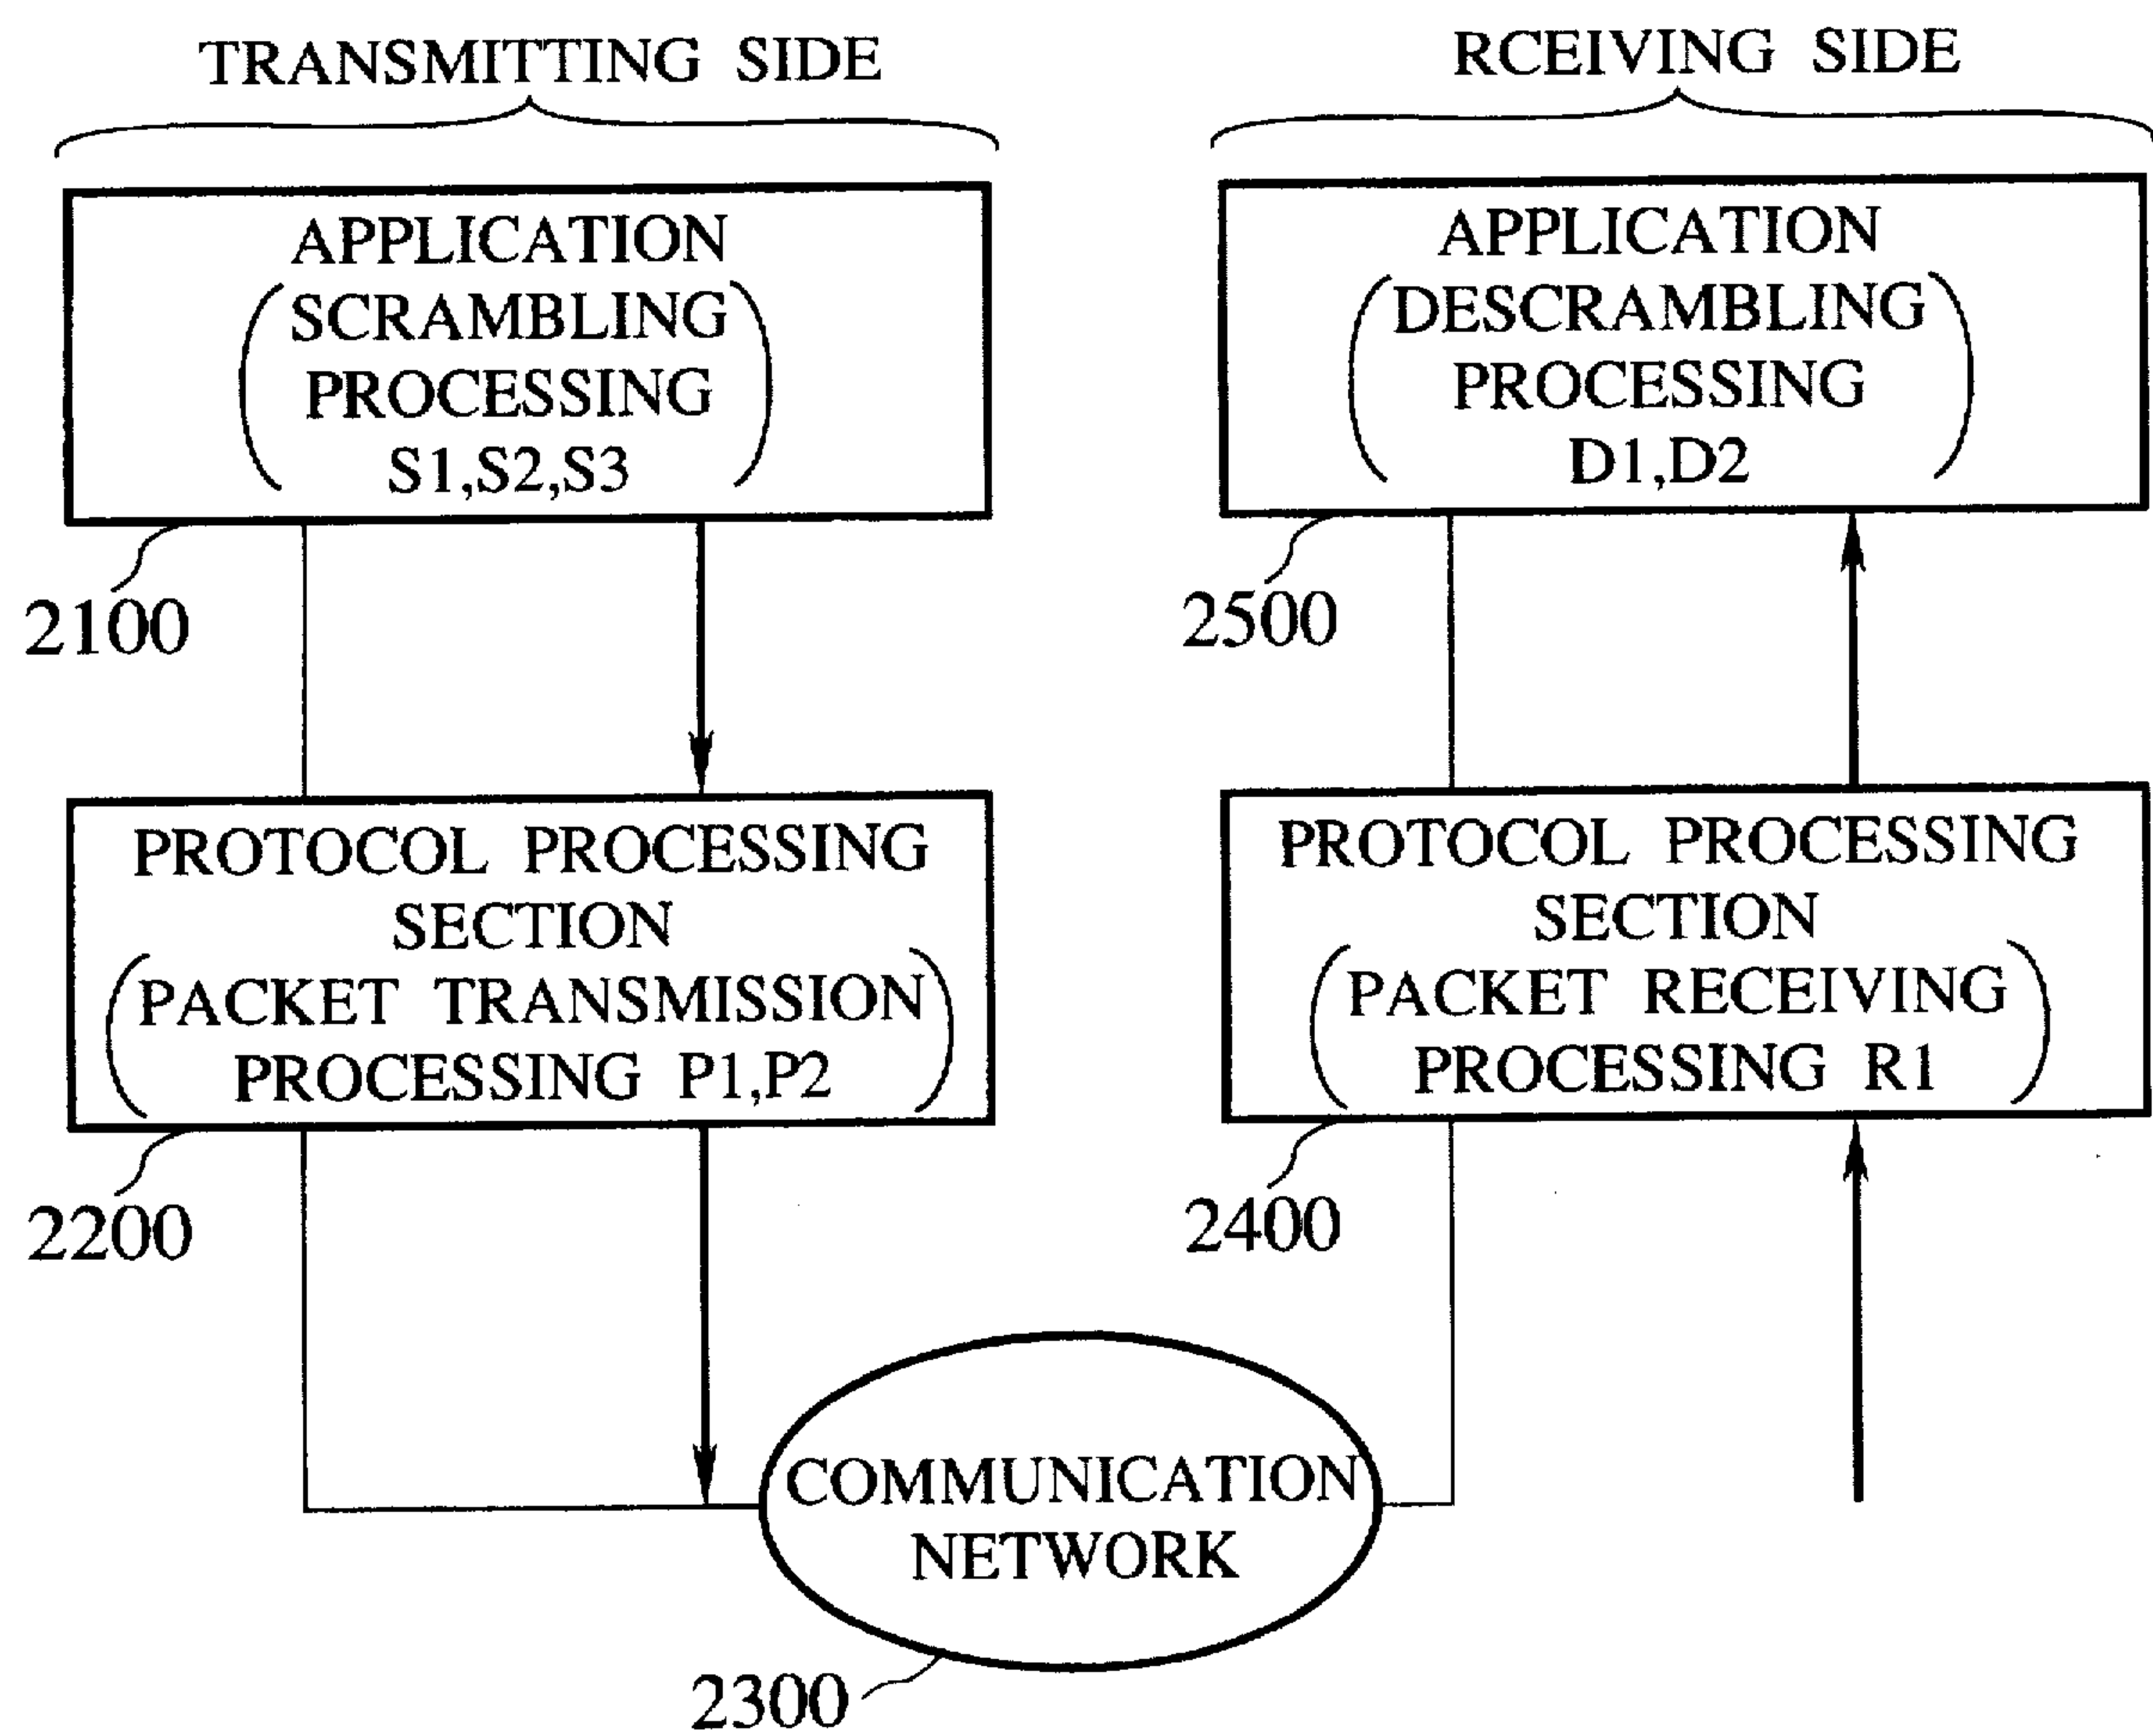 TRANSMITTING SIDE
APPLICATION
SCRAMBLING
PROCESSING
S1,S2,S3
2100
PROTOCOL PROCESSING
SECTION
PACKET TRANSMISSION
PROCESSING P1,P2
2200
RCEIVING SIDE
APPLICATION
DESCRAMBLING
PROCESSING
D1,D2
2500
PROTOCOL PROCESSING
SECTION
PACKET RECEIVING
PROCESSING R1
2400
COMMUNICATION
NETWORK
2300